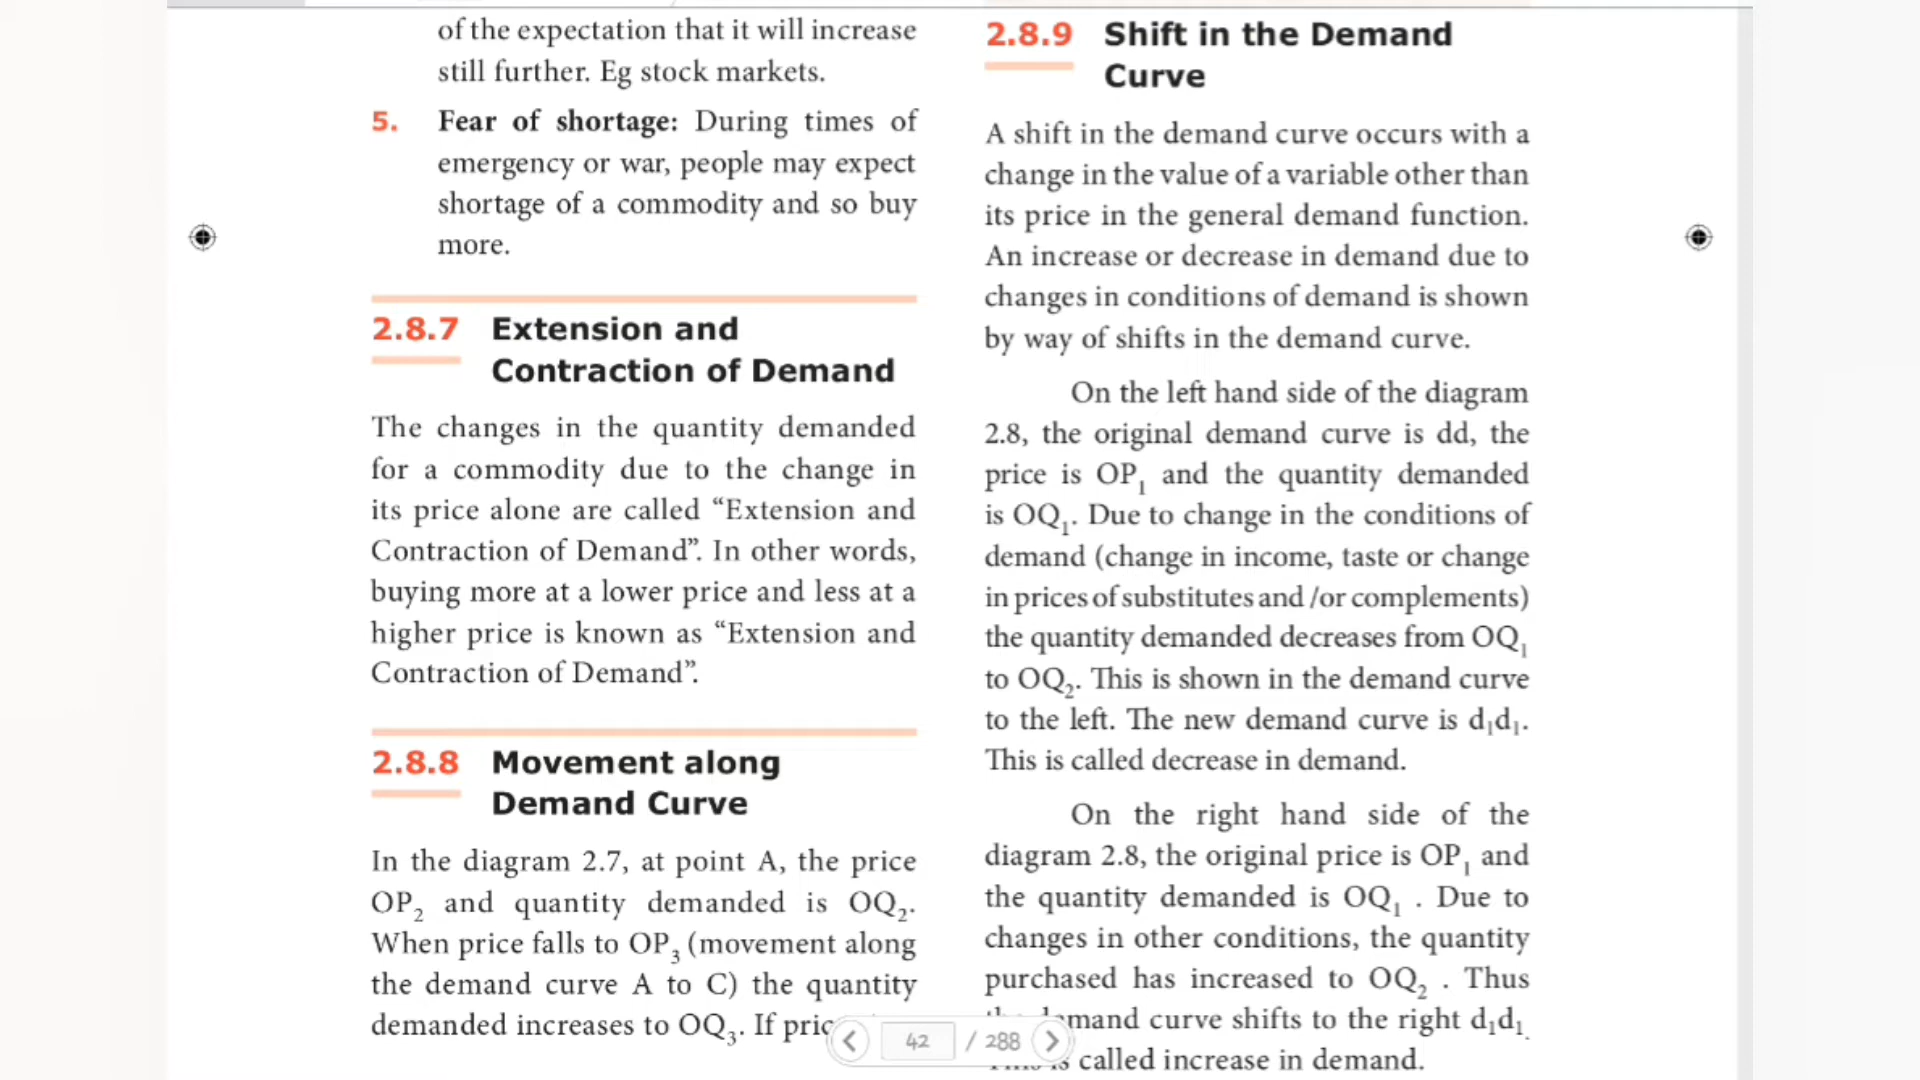 of the expectation that it will increase
still further. Eg stock markets.
5. Fear of shortage: During times of
emergency or war, people may expect
shortage of a commodity and so buy
more.
2.8.7 Extension and
Contraction of Demand
The changes in the quantity demanded
for a commodity due to the change in
its price alone are called “Extension and
Contraction of Demand”. In other words,
buying more at a lower price and less at a
higher price is known as “Extension and
Contraction of Demand”.
2.8.8 Movement along
Demand Curve
In the diagram 2.7, at point A, the price
OP₂ and quantity demanded is OQ₂.
When price falls to OP₃ (movement along
the demand curve A to C) the quantity
demanded increases to OQ₃. If pric
2.8.9 Shift in the Demand
Curve
A shift in the demand curve occurs with a
change in the value of a variable other than
its price in the general demand function.
An increase or decrease in demand due to
changes in conditions of demand is shown
by way of shifts in the demand curve.
On the left hand side of the diagram
2.8, the original demand curve is dd, the
price is OP₁ and the quantity demanded
is OQ₁. Due to change in the conditions of
demand (change in income, taste or change
in prices of substitutes and /or complements)
the quantity demanded decreases from OQ₁
to OQ₂. This is shown in the demand curve
to the left. The new demand curve is d₁d₁.
This is called decrease in demand.
On the right hand side of the
diagram 2.8, the original price is OP₁ and
the quantity demanded is OQ₁ . Due to
changes in other conditions, the quantity
purchased has increased to OQ₂ . Thus
mand curve shifts to the right d₁d₁.
called increase in demand.
42 / 288